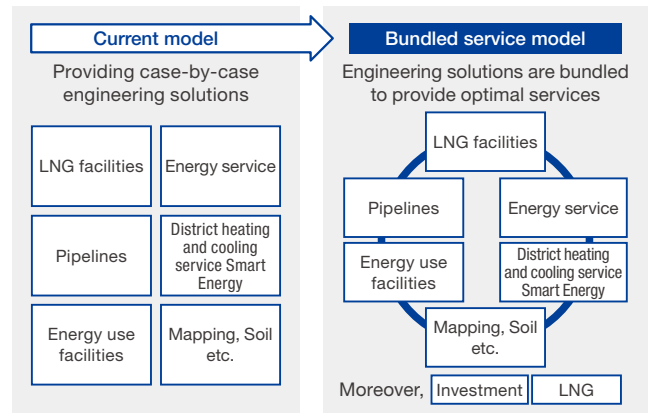 Current model
Providing case-by-case
engineering solutions
LNG facilities
Energy service
Pipelines
District heating
and cooling
service Smart
Energy
Energy use
facilities
Mapping, Soil
etc.
Bundled service model
Engineering solutions are bundled
to provide optimal services
LNG facilities
Pipelines
Energy service
Energy use
facilities
District heating
and cooling service
Smart Energy
Mapping, Soil
etc.
Moreover, Investment LNG